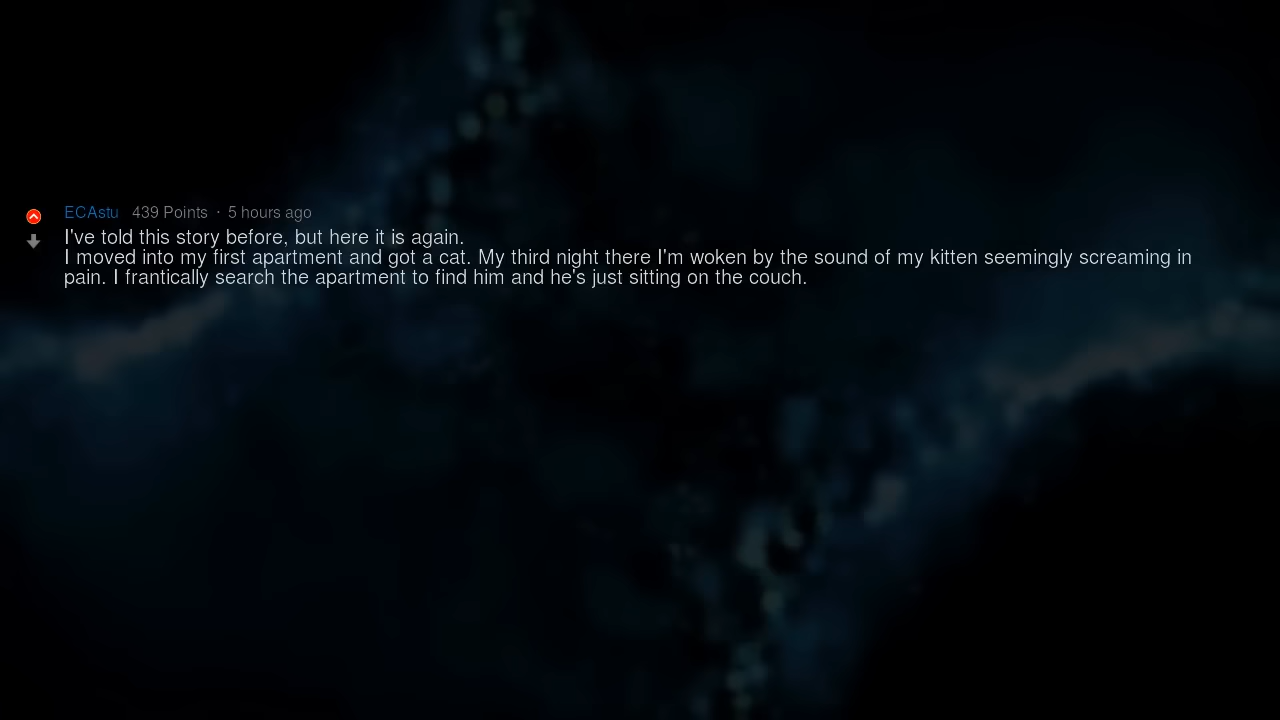 ECAstu 439 Points · 5 hours ago
I've told this story before, but here it is again.
I moved into my first apartment and got a cat. My third night there I'm woken by the sound of my kitten seemingly screaming in
pain. I frantically search the apartment to find him and he's just sitting on the couch.